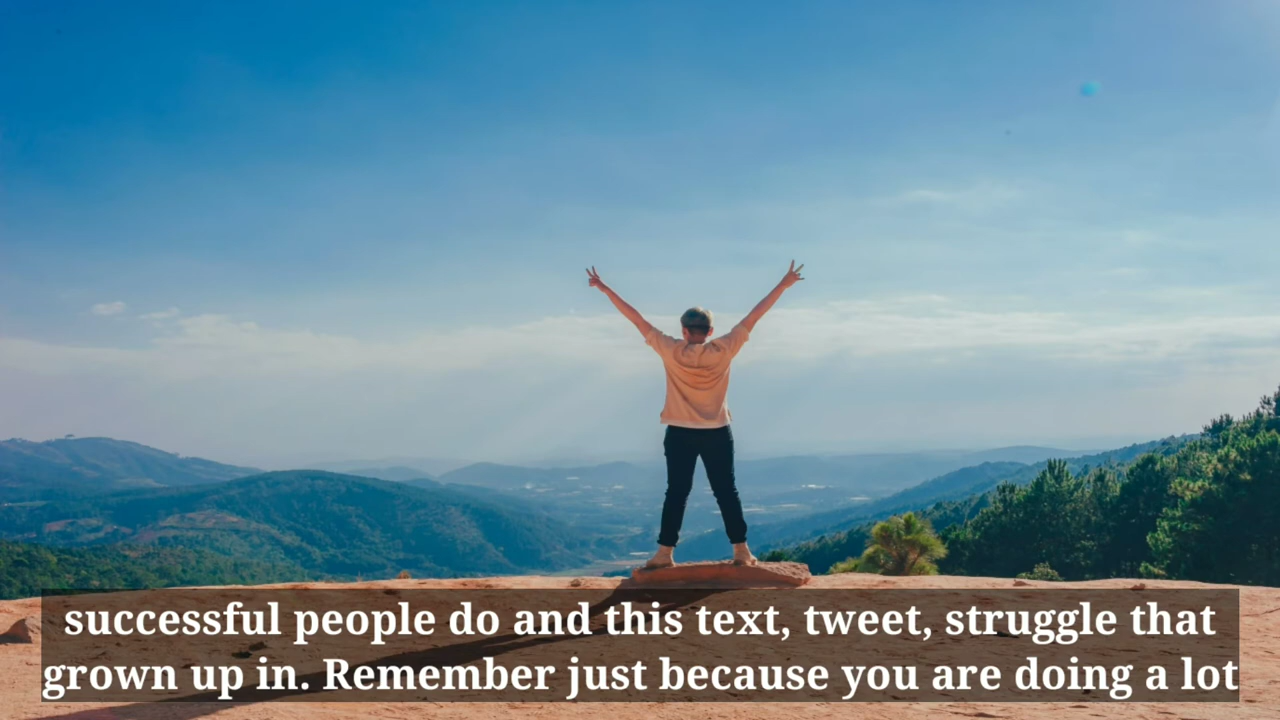 successful people do and this text, tweet, struggle that
grown up in. Remember just because you are doing a lot